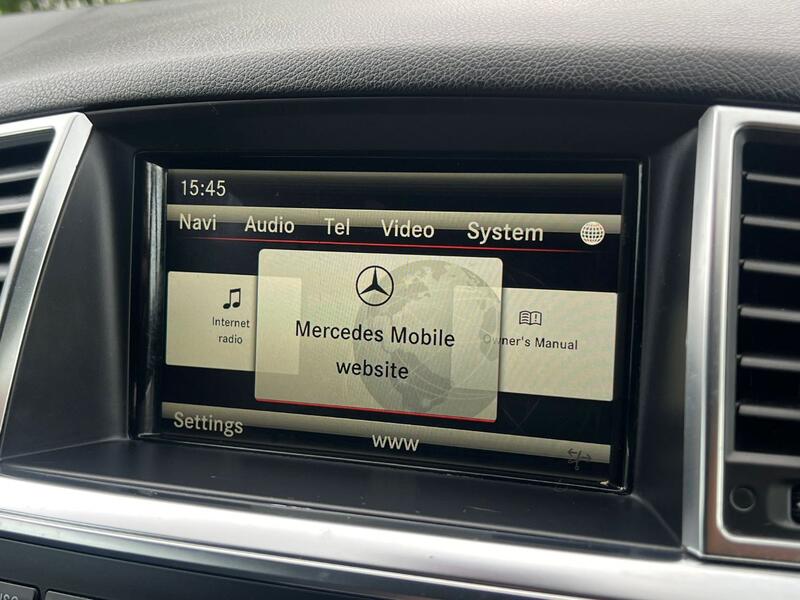 15:45
Navi Audio Tel Video System
Internet
radio
Mercedes Mobile
website
Owner's Manual
Settings
www